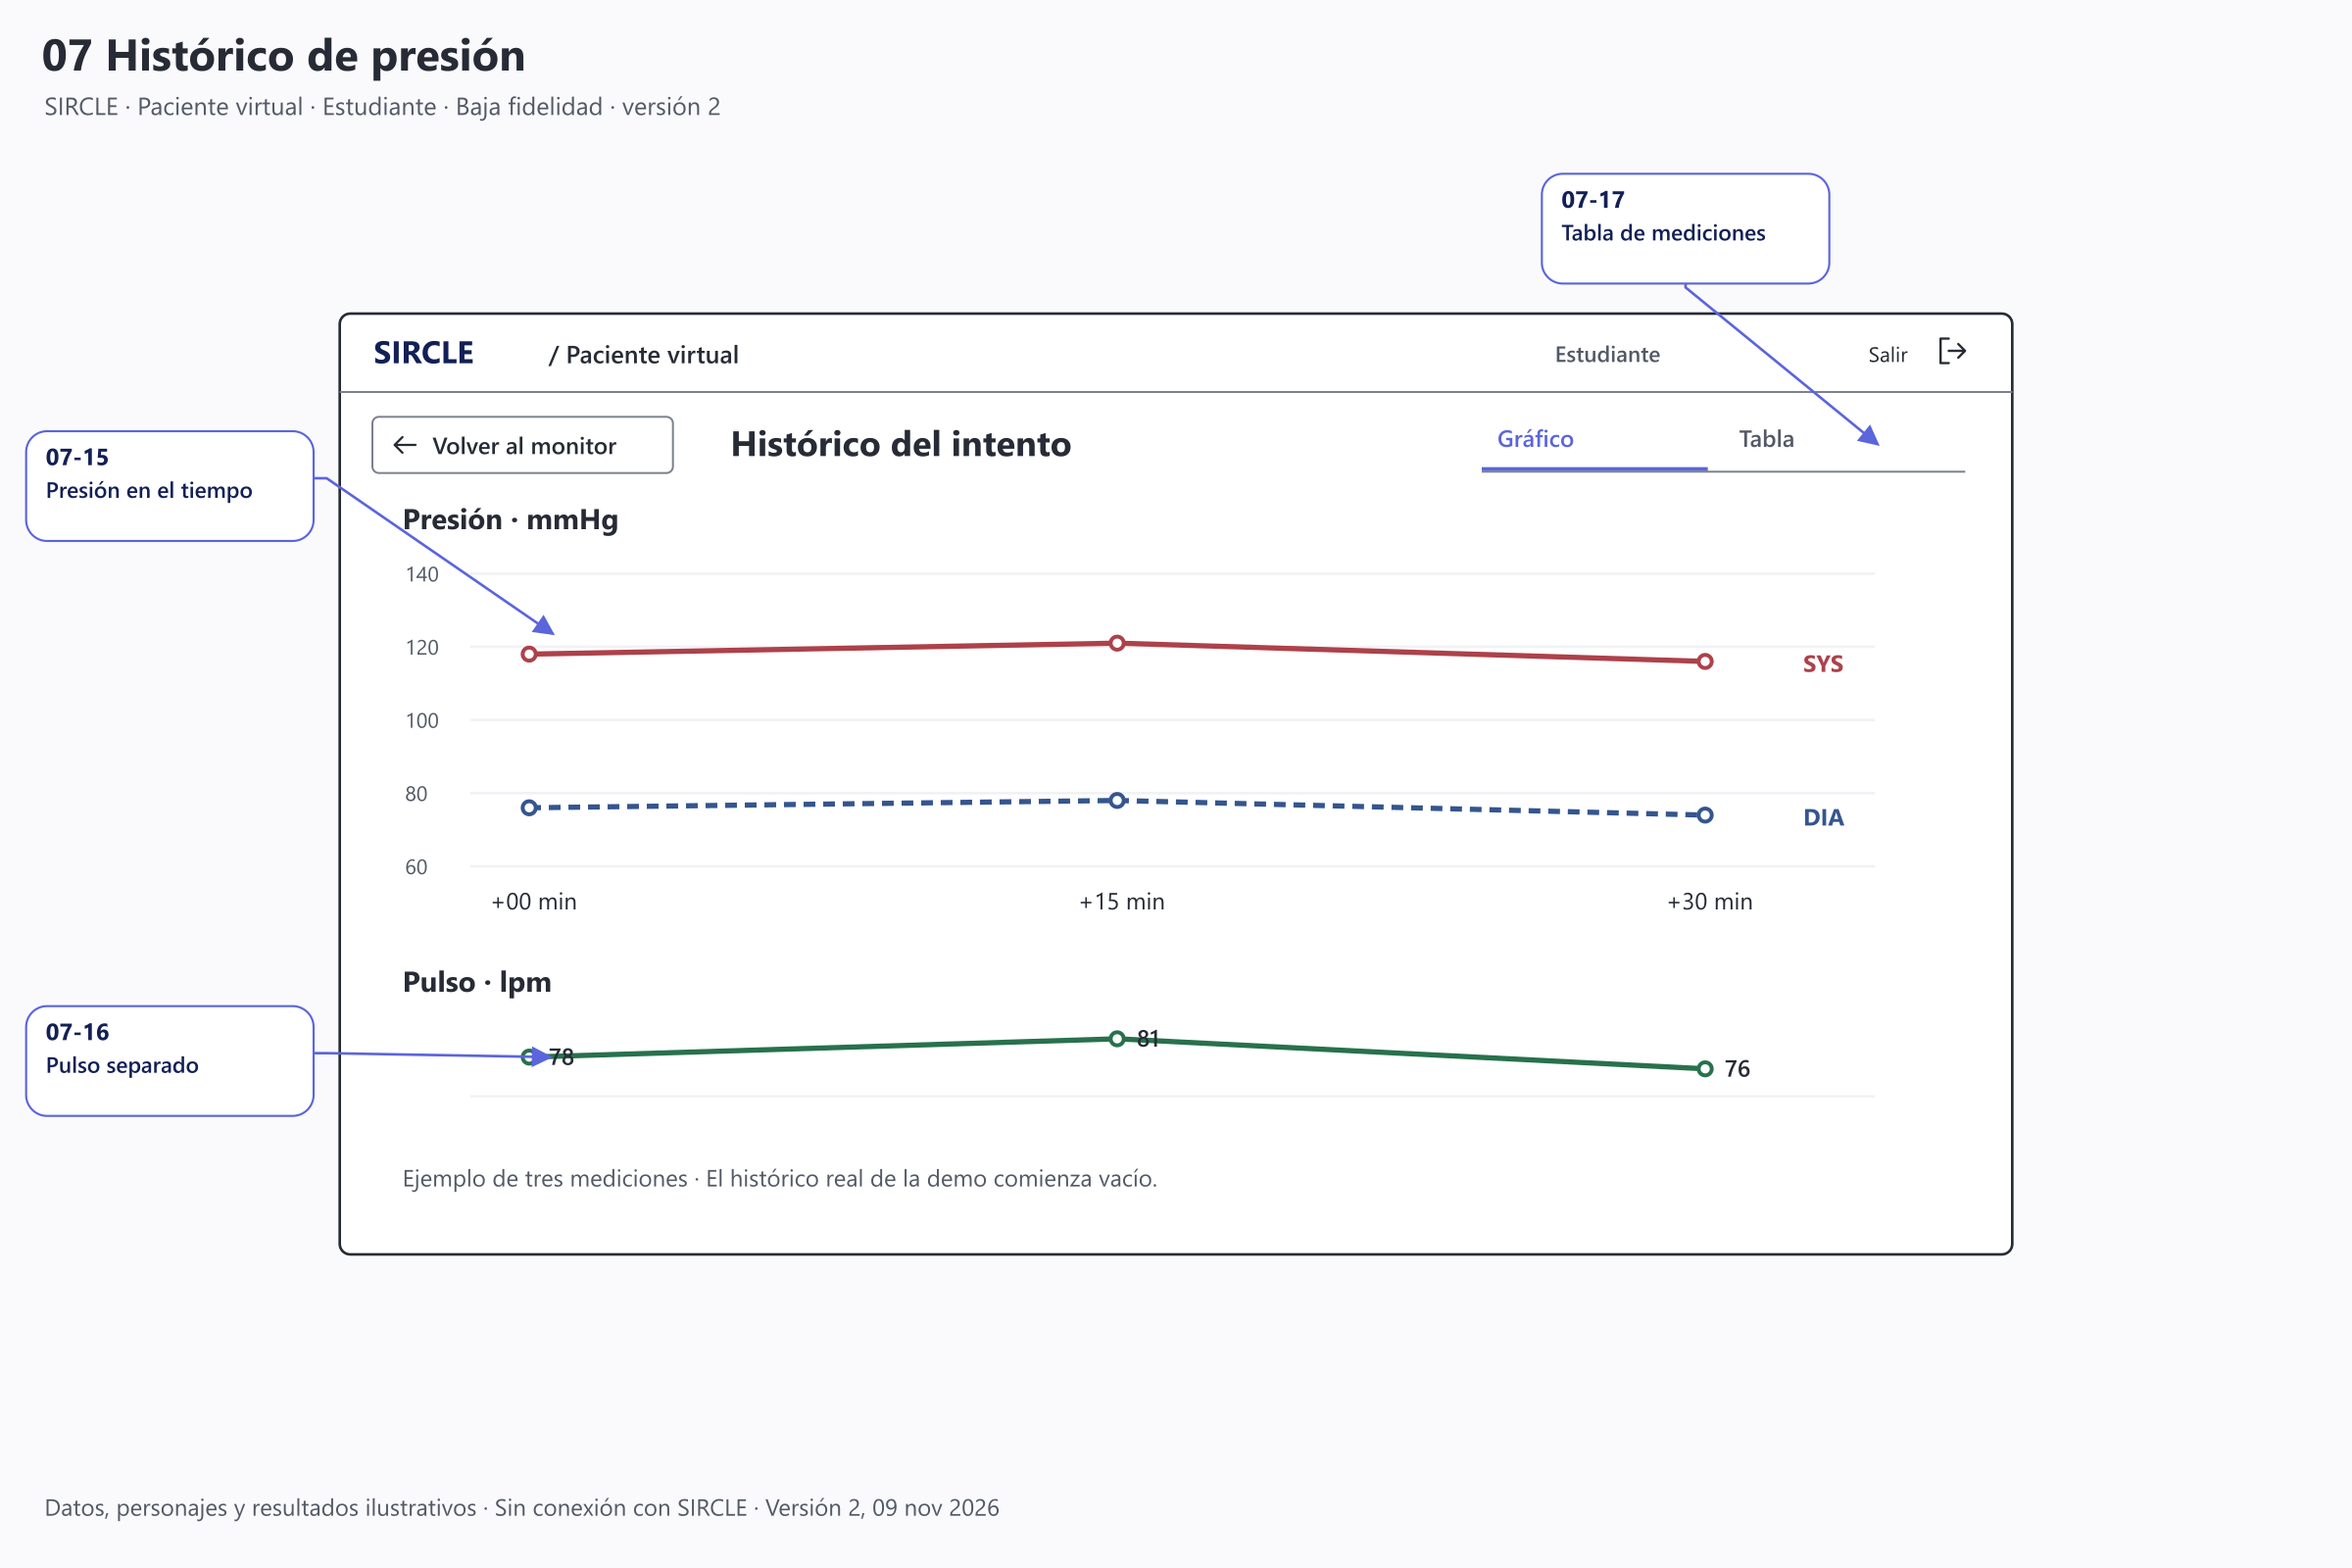 07 Histórico de presión
SIRCLE · Paciente virtual · Estudiante · Baja fidelidad · versión 2
07-17
Tabla de mediciones
SIRCLE
/ Paciente virtual
Estudiante
Salir
Volver al monitor
Histórico del intento
Gráfico
Tabla
07-15
Presión en el tiempo
Presión · mmHg
140
120
100
80
60
SYS
DIA
+00 min
+15 min
+30 min
Pulso · lpm
07-16
Pulso separado
78
81
76
Ejemplo de tres mediciones · El histórico real de la demo comienza vacío.
Datos, personajes y resultados ilustrativos · Sin conexión con SIRCLE · Versión 2, 09 nov 2026